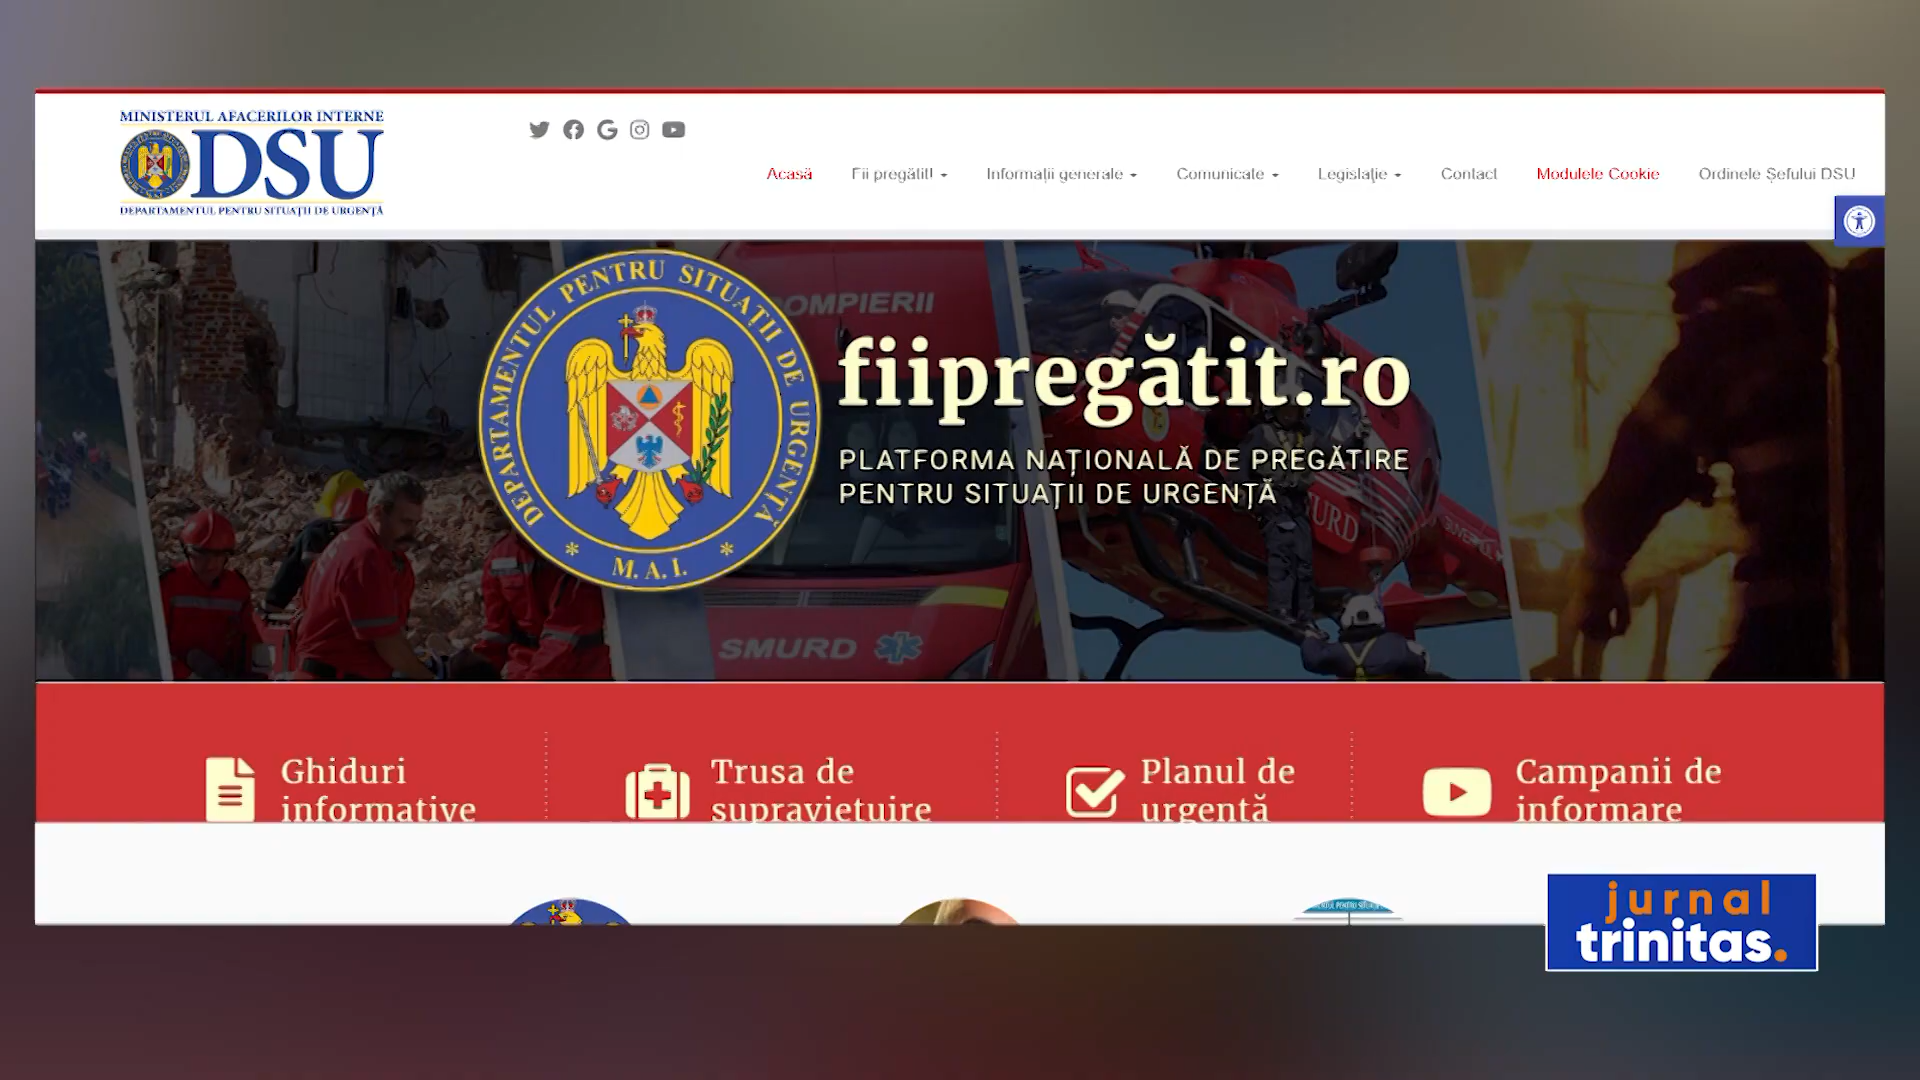 MINISTERUL AFACERILOR INTERNE
DSU
DEPARTAMENTUL PENTRU SITUAȚII DE URGENȚĂ
Acasă
Fii pregătit!
Informații generale
Comunicate
Legislație
Contact
Modulele Cookie
Ordinele Șefului DSU
DEPARTAMENTUL PENTRU SITUAȚII DE URGENȚĂ
* M. A. I. *
POMPIERII
fiipregătit.ro
PLATFORMA NAȚIONALĂ DE PREGĂTIRE
PENTRU SITUAȚII DE URGENȚĂ
SMURD
Ghiduri
informative
Trusa de
supraviețuire
Planul de
urgență
Campanii de
informare
jurnal
trinitas.